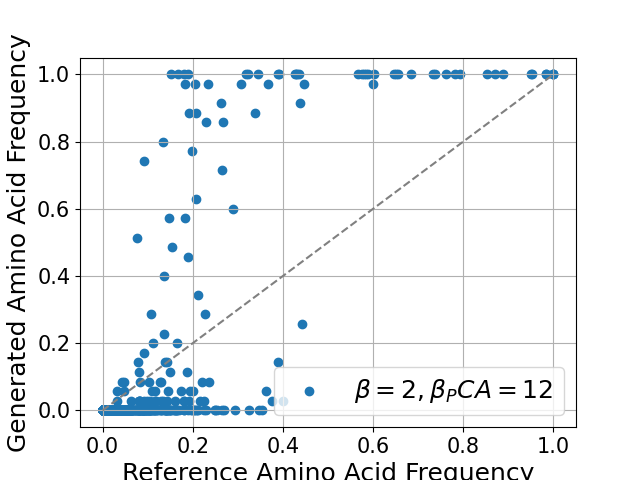 Generated Amino Acid Frequency
1.0
0.8
0.6
0.4
0.2
0.0
β = 2, β_PCA = 12
0.0 0.2 0.4 0.6 0.8 1.0
Reference Amino Acid Frequency